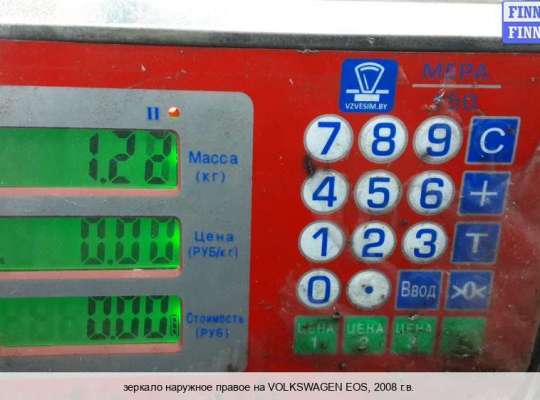 FINN
FINN
МЕРА
VZVESIM.BY
7 8 9 C
1.28 Масса
(кг)
4 5 6 +
0.00 Цена
(РУБ/кг)
1 2 3 T
0 . Ввод >0<
0.00 Стоимость
(РУБ)
ЦЕНА 1 ЦЕНА 2 ЦЕНА
зеркало наружное правое на VOLKSWAGEN EOS, 2008 г.в.